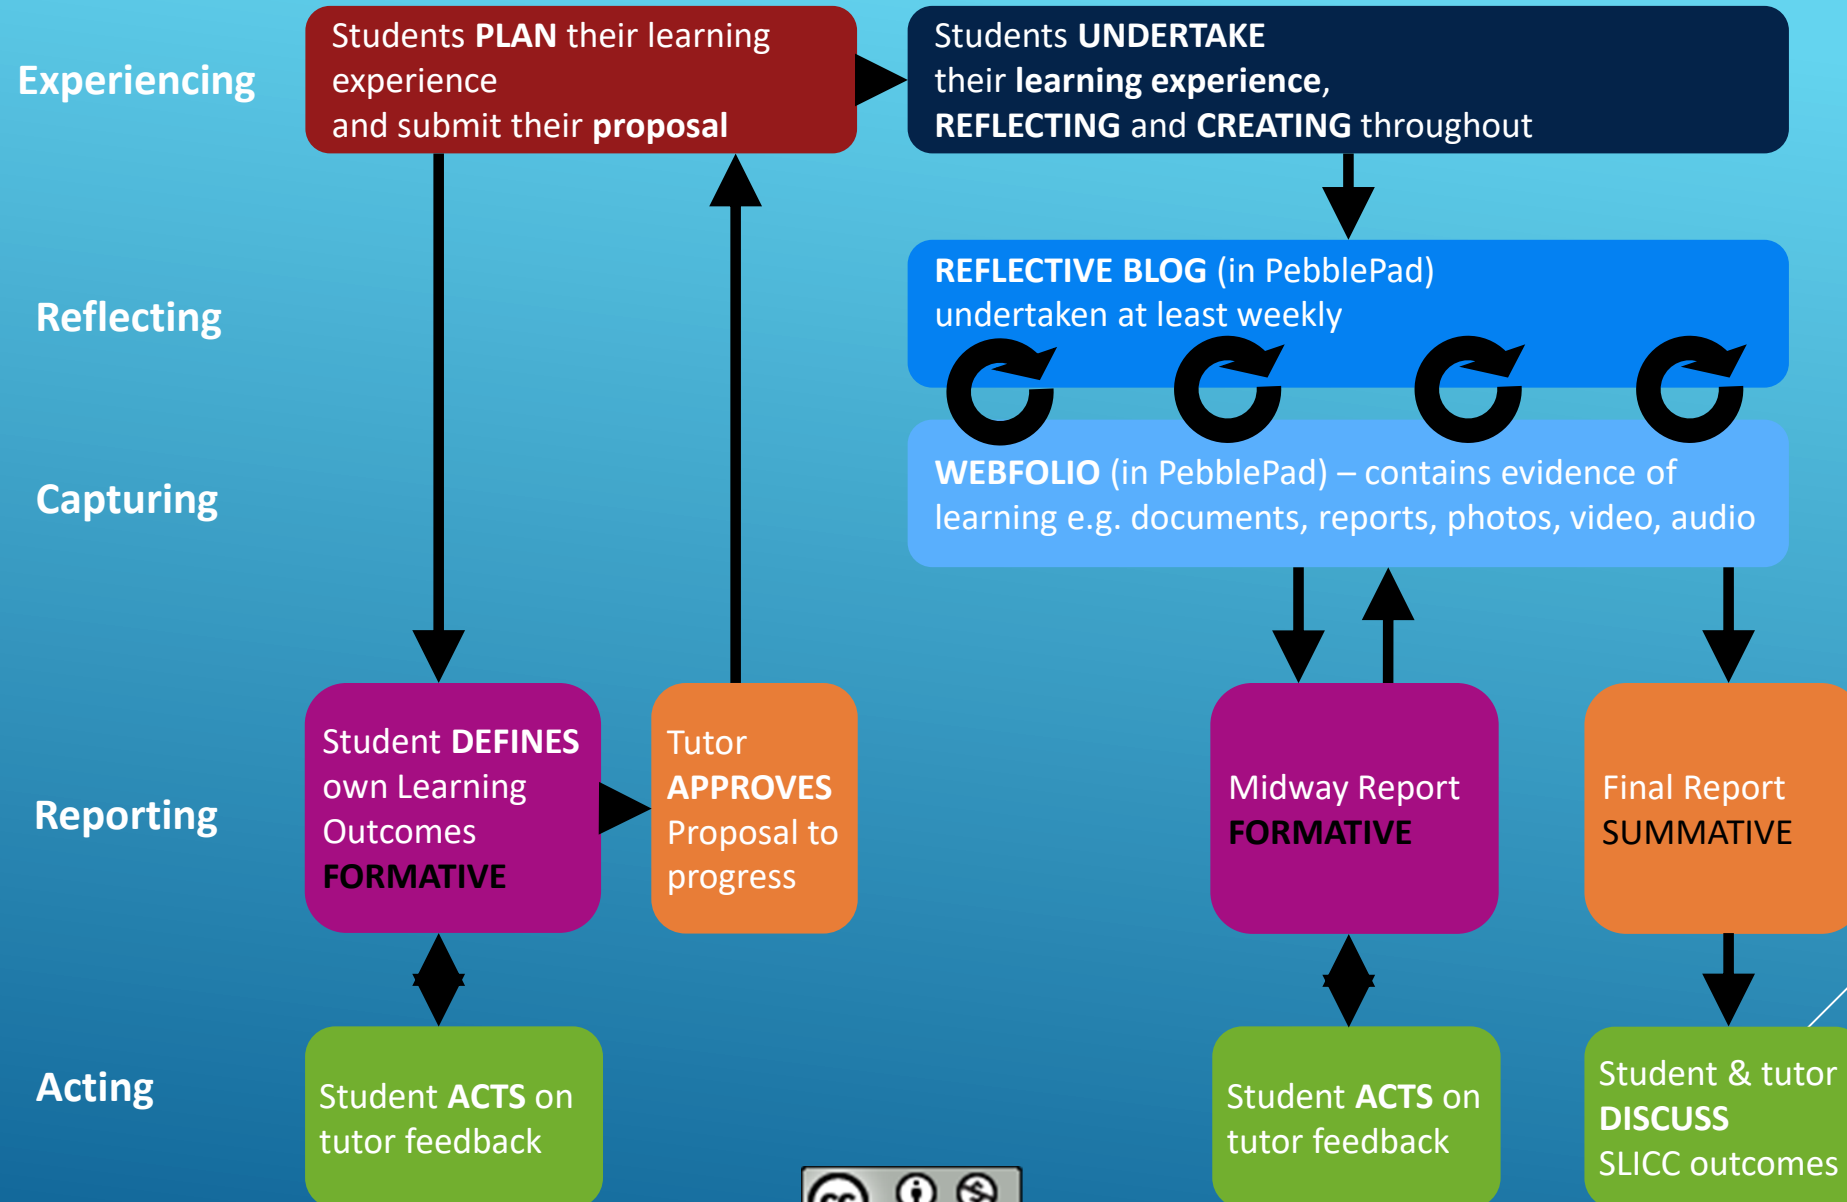 Experiencing
Students PLAN their learning
experience
and submit their proposal
Students UNDERTAKE
their learning experience,
REFLECTING and CREATING throughout
Reflecting
REFLECTIVE BLOG (in PebblePad)
undertaken at least weekly
Capturing
WEBFOLIO (in PebblePad) – contains evidence of
learning e.g. documents, reports, photos, video, audio
Reporting
Student DEFINES
own Learning
Outcomes
FORMATIVE
Tutor
APPROVES
Proposal to
progress
Midway Report
FORMATIVE
Final Report
SUMMATIVE
Acting
Student ACTS on
tutor feedback
Student ACTS on
tutor feedback
Student & tutor
DISCUSS
SLICC outcomes
cc